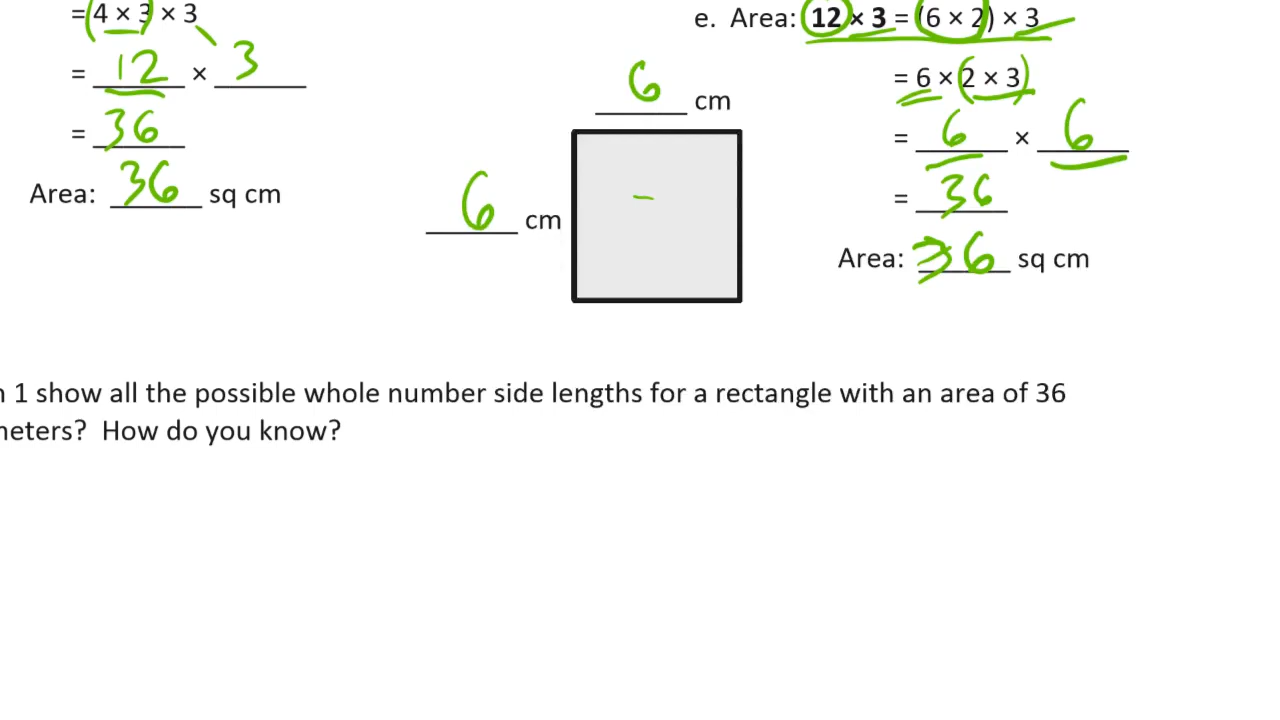 = (4 × 3) × 3
= 12 × 3
= 36
Area: 36 sq cm
6 cm
6 cm
e. Area: 12 × 3 = (6 × 2) × 3
= 6 × (2 × 3)
= 6 × 6
= 36
Area: 36 sq cm
1 show all the possible whole number side lengths for a rectangle with an area of 36
meters? How do you know?